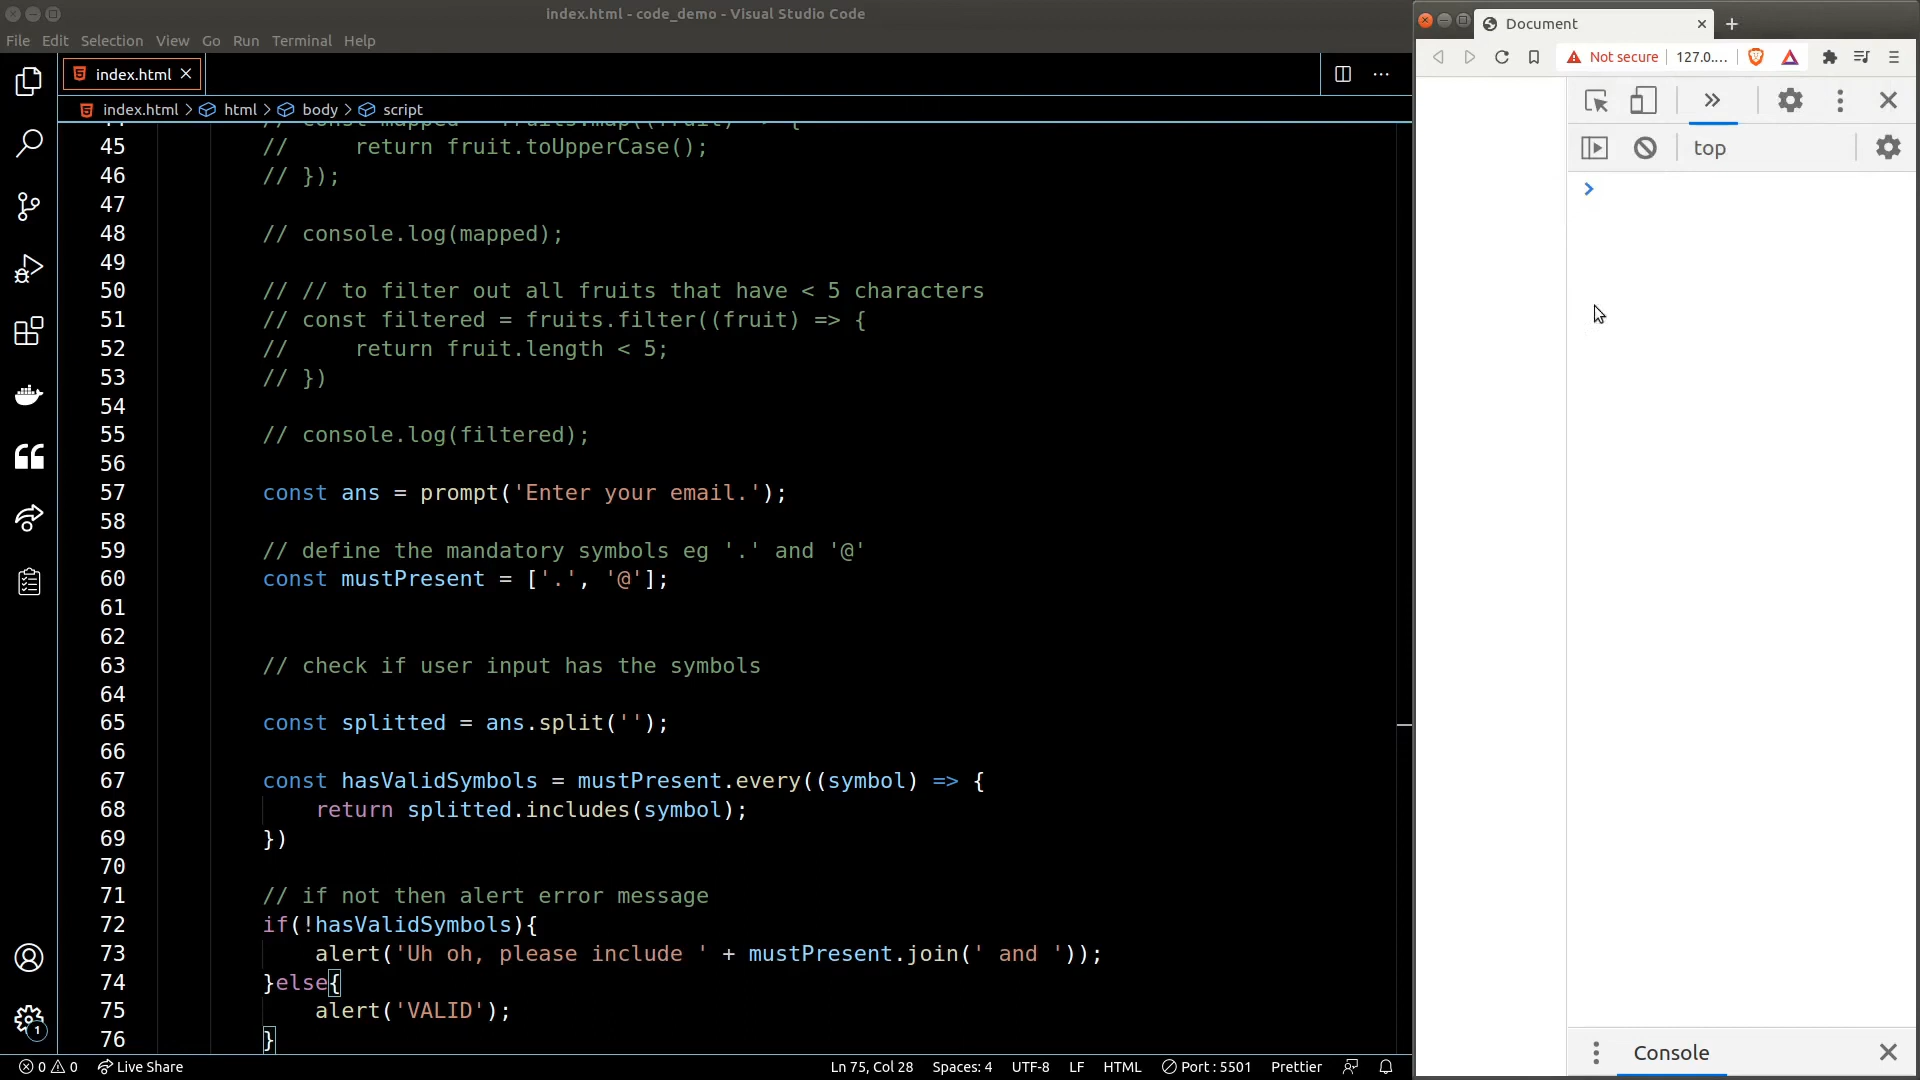 index.html - code_demo - Visual Studio Code
File Edit Selection View Go Run Terminal Help
index.html
index.html > html > body > script
45 // return fruit.toUpperCase();
46 // });
47
48 // console.log(mapped);
49
50 // // to filter out all fruits that have < 5 characters
51 // const filtered = fruits.filter((fruit) => {
52 // return fruit.length < 5;
53 // })
54
55 // console.log(filtered);
56
57 const ans = prompt('Enter your email.');
58
59 // define the mandatory symbols eg '.' and '@'
60 const mustPresent = ['.', '@'];
61
62
63 // check if user input has the symbols
64
65 const splitted = ans.split('');
66
67 const hasValidSymbols = mustPresent.every((symbol) => {
68 return splitted.includes(symbol);
69 })
70
71 // if not then alert error message
72 if(!hasValidSymbols){
73 alert('Uh oh, please include ' + mustPresent.join(' and '));
74 }else{
75 alert('VALID');
76 }
1
0 0 Live Share Ln 75, Col 28 Spaces: 4 UTF-8 LF HTML Port : 5501 Prettier
Document
Not secure 127.0....
top
Console